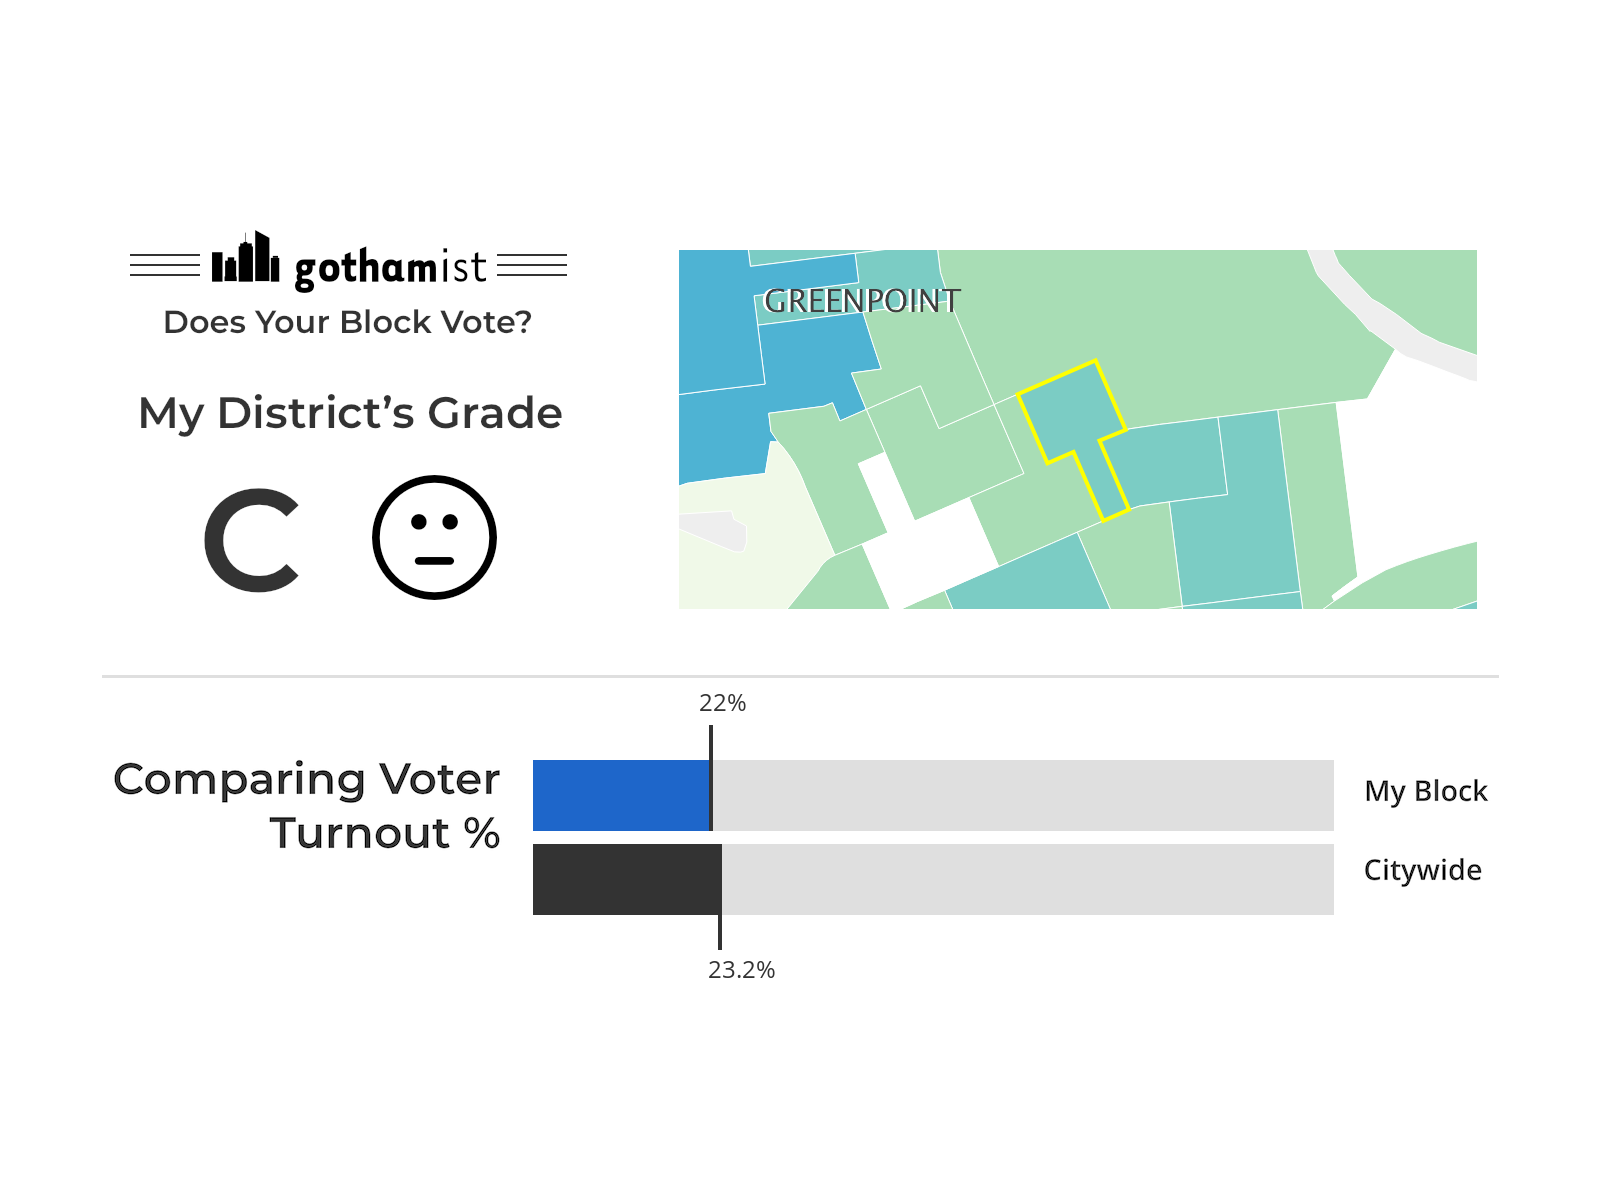 gothamist
Does Your Block Vote?
My District's Grade
C
GREENPOINT
22%
Comparing Voter
Turnout %
My Block
Citywide
23.2%